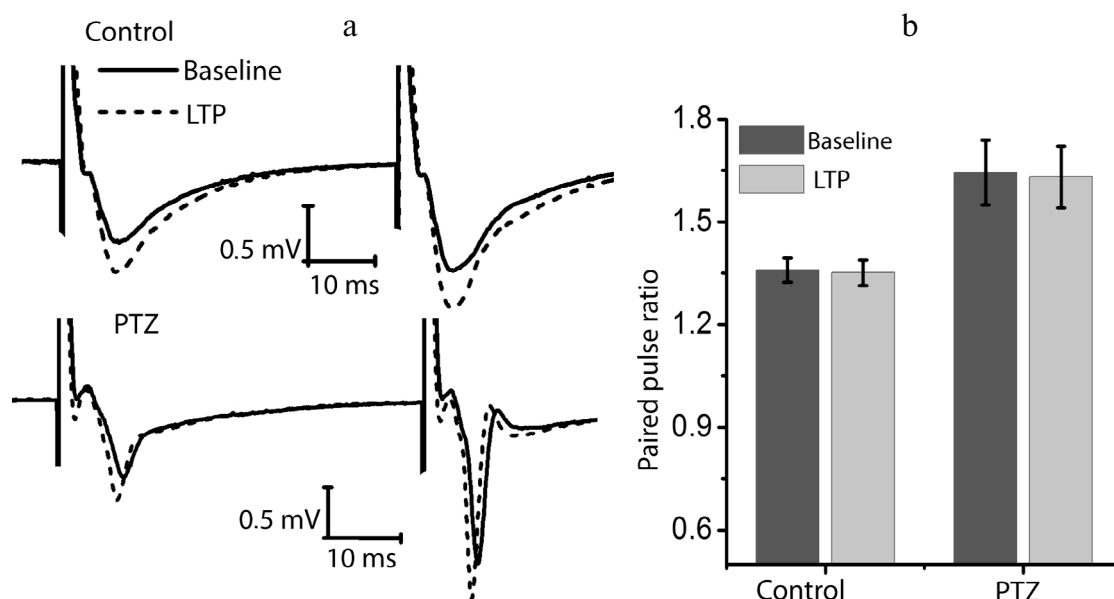 a
Control
Baseline
LTP
0.5 mV
10 ms
PTZ
0.5 mV
10 ms
b
Paired pulse ratio
1.8
1.5
1.2
0.9
0.6
Baseline
LTP
Control
PTZ